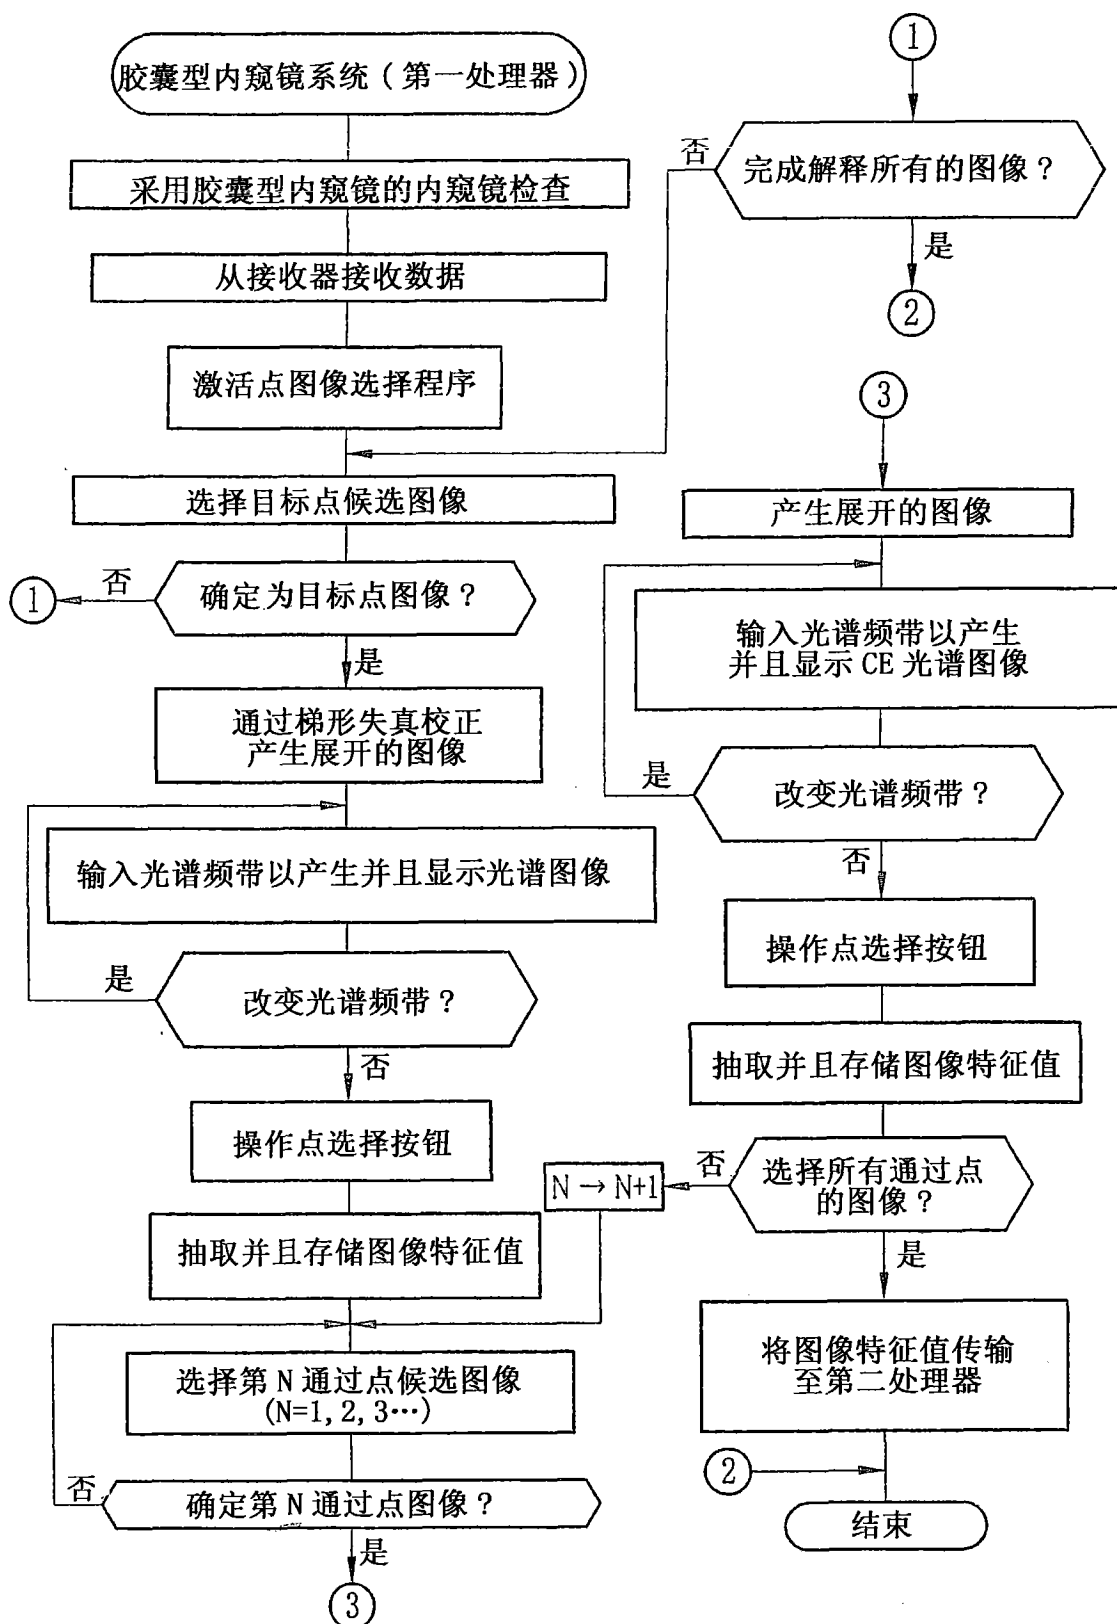 胶囊型内窥镜系统（第一处理器）
采用胶囊型内窥镜的内窥镜检查
从接收器接收数据
激活点图像选择程序
选择目标点候选图像
确定为目标点图像？
否
1
是
通过梯形失真校正
产生展开的图像
输入光谱频带以产生并且显示光谱图像
改变光谱频带？
是
否
操作点选择按钮
抽取并且存储图像特征值
选择第N通过点候选图像
(N=1, 2, 3…)
确定第N通过点图像？
否
是
3
1
完成解释所有的图像？
否
是
2
3
产生展开的图像
输入光谱频带以产生
并且显示 CE 光谱图像
改变光谱频带？
是
否
操作点选择按钮
抽取并且存储图像特征值
选择所有通过点
的图像？
否
N → N+1
是
将图像特征值传输
至第二处理器
2
结束